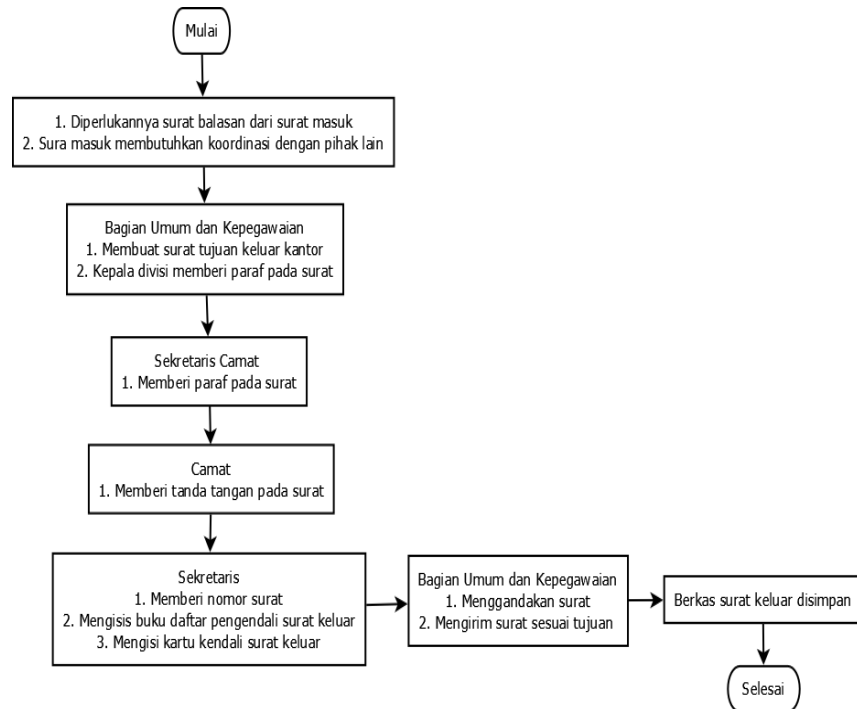 Mulai
1. Diperlukannya surat balasan dari surat masuk
2. Sura masuk membutuhkan koordinasi dengan pihak lain
Bagian Umum dan Kepegawaian
1. Membuat surat tujuan keluar kantor
2. Kepala divisi memberi paraf pada surat
Sekretaris Camat
1. Memberi paraf pada surat
Camat
1. Memberi tanda tangan pada surat
Sekretaris
1. Memberi nomor surat
2. Mengisis buku daftar pengendali surat keluar
3. Mengisi kartu kendali surat keluar
Bagian Umum dan Kepegawaian
1. Menggandakan surat
2. Mengirim surat sesuai tujuan
Berkas surat keluar disimpan
Selesai